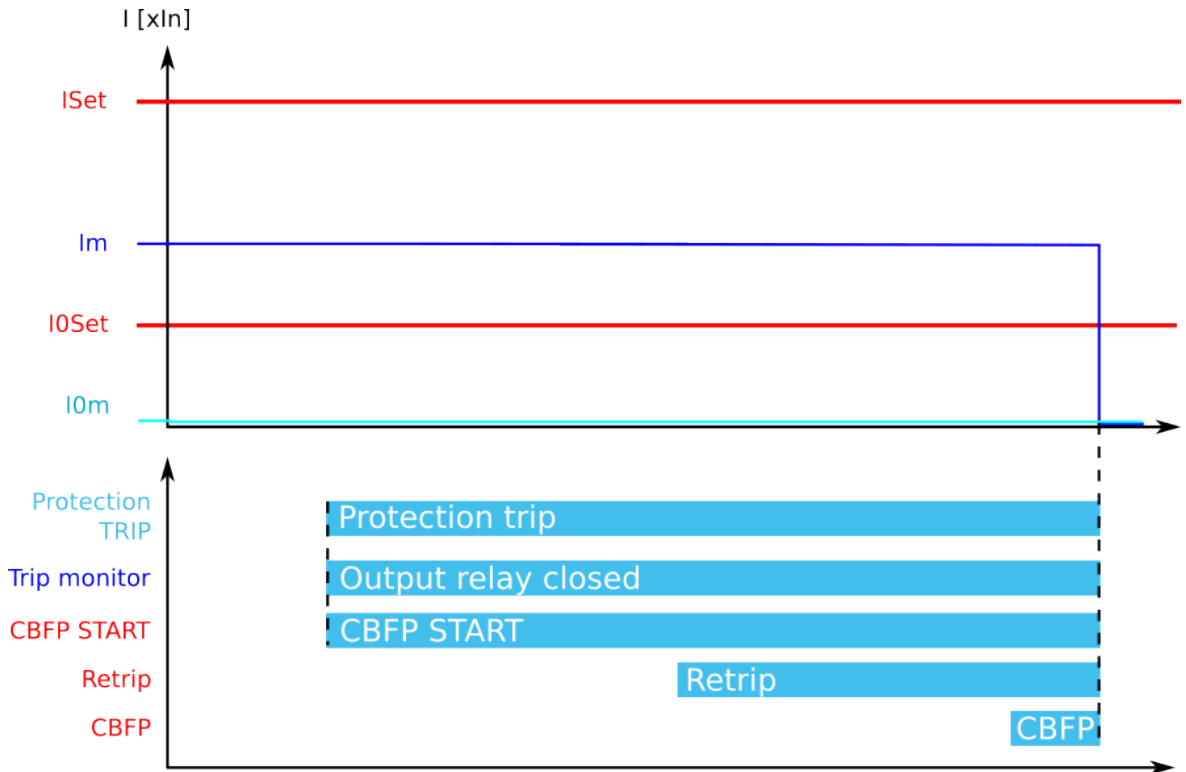 I [xIn]
ISet
Im
I0Set
I0m
Protection
TRIP
Protection trip
Trip monitor
Output relay closed
CBFP START
CBFP START
Retrip
Retrip
CBFP
CBFP